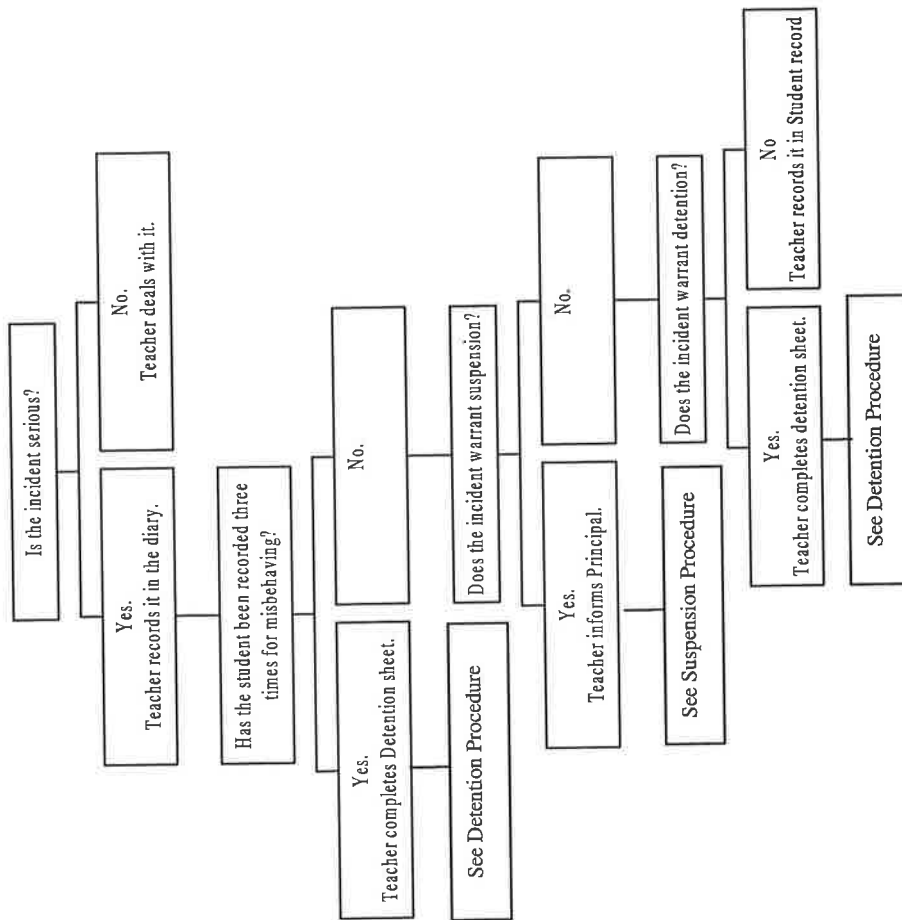 Is the incident serious?
Yes.
Teacher records it in the diary.
No.
Teacher deals with it.
Has the student been recorded three
times for misbehaving?
Yes.
Teacher completes Detention sheet.
No.
See Detention Procedure
Does the incident warrant suspension?
Yes.
Teacher informs Principal.
No.
See Suspension Procedure
Does the incident warrant detention?
Yes.
Teacher completes detention sheet.
No
Teacher records it in Student record
See Detention Procedure